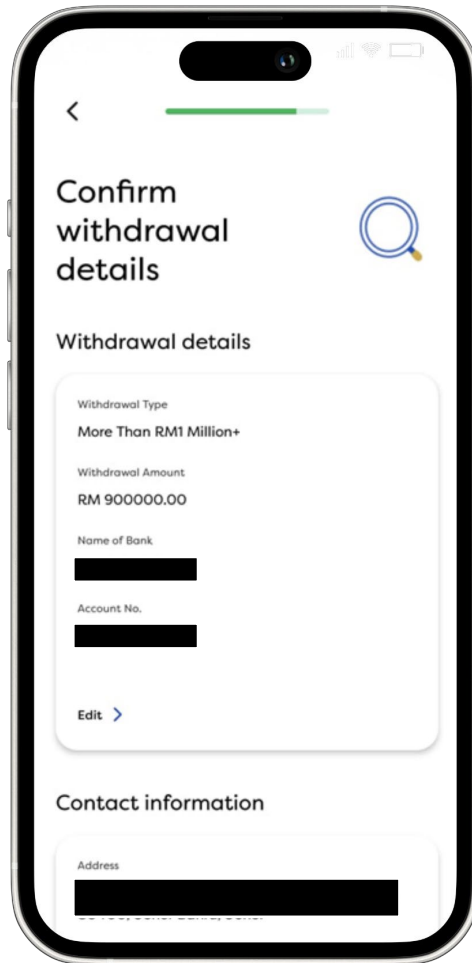 Confirm
withdrawal
details
Withdrawal details
Withdrawal Type
More Than RM1 Million+
Withdrawal Amount
RM 900000.00
Name of Bank
Account No.
Edit
Contact information
Address